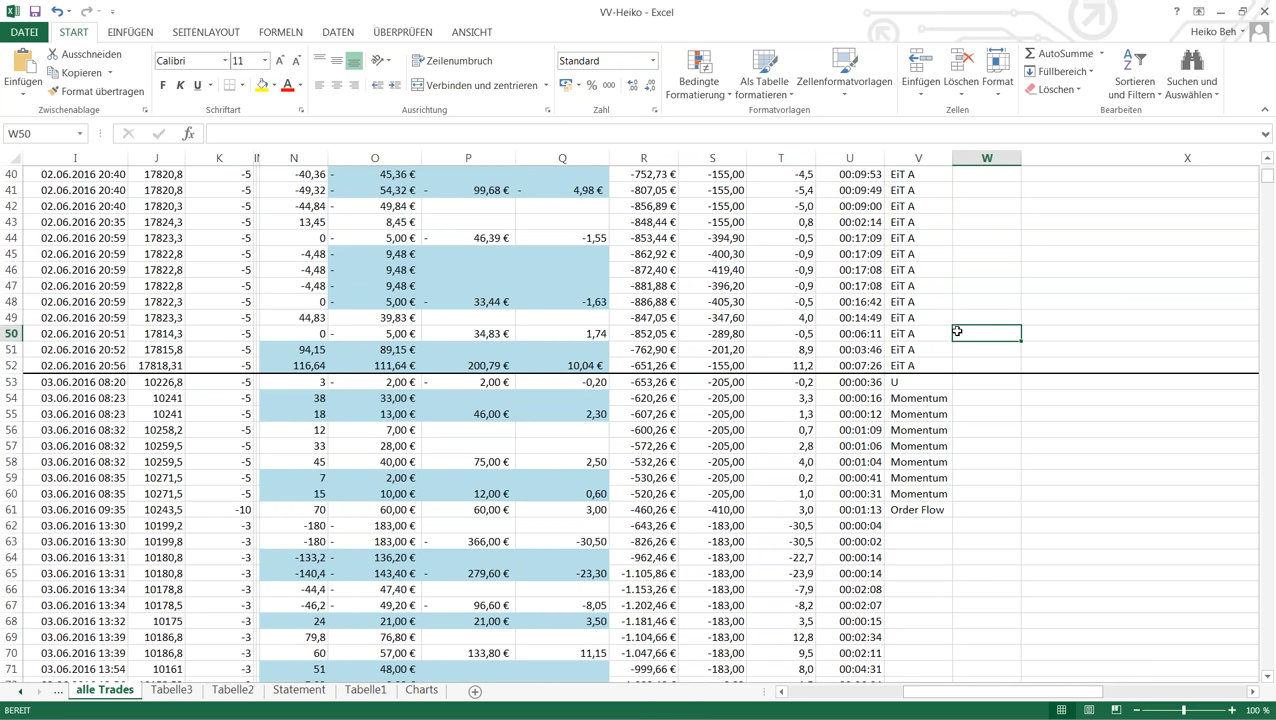 VV-Heiko - Excel
DATEI START EINFÜGEN SEITENLAYOUT FORMELN DATEN ÜBERPRÜFEN ANSICHT Heiko Beh
Ausschneiden Calibri 11 Zeilenumbruch Standard AutoSumme
Einfügen Kopieren F K U Verbinden und zentrieren % 000 Bedingte Formatierung Als Tabelle formatieren Zellenformatvorlagen Einfügen Löschen Format Füllbereich Sortieren und Filtern Suchen und Auswählen
Format übertragen Löschen
Zwischenablage Schriftart Ausrichtung Zahl Formatvorlagen Zellen Bearbeiten
W50 fx
I J K N O P Q R S T U V W X
40 02.06.2016 20:40 17820,8 -5 -40,36 - 45,36 € -752,73 € -155,00 -4,5 00:09:53 EiT A
41 02.06.2016 20:40 17820,8 -5 -49,32 - 54,32 € - 99,68 € - 4,98 € -807,05 € -155,00 -5,4 00:09:53 EiT A
42 02.06.2016 20:40 17820,3 -5 -44,84 - 49,84 € -856,89 € -155,00 -5,0 00:09:00 EiT A
43 02.06.2016 20:35 17824,3 -5 13,45 8,45 € -848,44 € -155,00 0,8 00:02:14 EiT A
44 02.06.2016 20:59 17823,3 -5 0 - 5,00 € - 46,39 € -1,55 -853,44 € -394,90 -0,5 00:17:09 EiT A
45 02.06.2016 20:59 17822,8 -5 -4,48 - 9,48 € -862,92 € -400,30 -0,9 00:17:09 EiT A
46 02.06.2016 20:59 17822,8 -5 -4,48 - 9,48 € -872,40 € -419,40 -0,9 00:17:08 EiT A
47 02.06.2016 20:59 17822,8 -5 -4,48 - 9,48 € -881,88 € -396,20 -0,9 00:17:08 EiT A
48 02.06.2016 20:59 17822,3 -5 0 - 5,00 € - 33,44 € -1,63 -886,88 € -405,30 -0,5 00:16:42 EiT A
49 02.06.2016 20:59 17823,3 -5 44,83 39,83 € -847,05 € -347,60 4,0 00:14:49 EiT A
50 02.06.2016 20:51 17814,3 -5 0 - 5,00 € 34,83 € 1,74 -852,05 € -289,80 -0,5 00:06:11 EiT A
51 02.06.2016 20:52 17815,8 -5 94,15 89,15 € -762,90 € -201,20 8,9 00:03:46 EiT A
52 02.06.2016 20:56 17818,31 -5 116,64 111,64 € 200,79 € 10,04 € -651,26 € -155,00 11,2 00:07:26 EiT A
53 03.06.2016 08:20 10226,8 -5 3 - 2,00 € - 2,00 € -0,20 -653,26 € -205,00 -0,2 00:00:36 U
54 03.06.2016 08:23 10241 -5 38 33,00 € -620,26 € -205,00 3,3 00:00:16 Momentum
55 03.06.2016 08:23 10241 -5 18 13,00 € 46,00 € 2,30 -607,26 € -205,00 1,3 00:00:12 Momentum
56 03.06.2016 08:32 10258,2 -5 12 7,00 € -600,26 € -205,00 0,7 00:01:09 Momentum
57 03.06.2016 08:32 10259,5 -5 33 28,00 € -572,26 € -205,00 2,8 00:01:06 Momentum
58 03.06.2016 08:32 10259,5 -5 45 40,00 € 75,00 € 2,50 -532,26 € -205,00 4,0 00:01:04 Momentum
59 03.06.2016 08:35 10271,5 -5 7 2,00 € -530,26 € -205,00 0,2 00:00:41 Momentum
60 03.06.2016 08:35 10271,5 -5 15 10,00 € 12,00 € 0,60 -520,26 € -205,00 1,0 00:00:31 Momentum
61 03.06.2016 09:35 10243,5 -10 70 60,00 € 60,00 € 3,00 -460,26 € -410,00 3,0 00:01:13 Order Flow
62 03.06.2016 13:30 10199,2 -3 -180 - 183,00 € -643,26 € -183,00 -30,5 00:00:04
63 03.06.2016 13:30 10199,8 -3 -180 - 183,00 € - 366,00 € -30,50 -826,26 € -183,00 -30,5 00:00:02
64 03.06.2016 13:31 10180,8 -3 -133,2 - 136,20 € -962,46 € -183,00 -22,7 00:00:14
65 03.06.2016 13:31 10180,2 -3 -140,4 - 143,40 € - 279,60 € -23,30 -1.105,86 € -183,00 -23,9 00:00:14
66 03.06.2016 13:34 10178,8 -3 -44,4 - 47,40 € -1.153,26 € -183,00 -7,9 00:02:08
67 03.06.2016 13:34 10178,5 -3 -46,2 - 49,20 € - 96,60 € -8,05 -1.202,46 € -183,00 -8,2 00:02:07
68 03.06.2016 13:32 10175 -3 24 21,00 € 21,00 € 3,50 -1.181,46 € -183,00 3,5 00:00:15
69 03.06.2016 13:39 10186,8 -3 79,8 76,80 € -1.104,66 € -183,00 12,8 00:02:34
70 03.06.2016 13:39 10186,8 -3 60 57,00 € 133,80 € 11,15 -1.047,66 € -183,00 9,5 00:02:11
71 03.06.2016 13:54 10161 -3 51 48,00 € -999,66 € -183,00 8,0 00:04:31
... alle Trades Tabelle3 Tabelle2 Statement Tabelle1 Charts
BEREIT 100 %